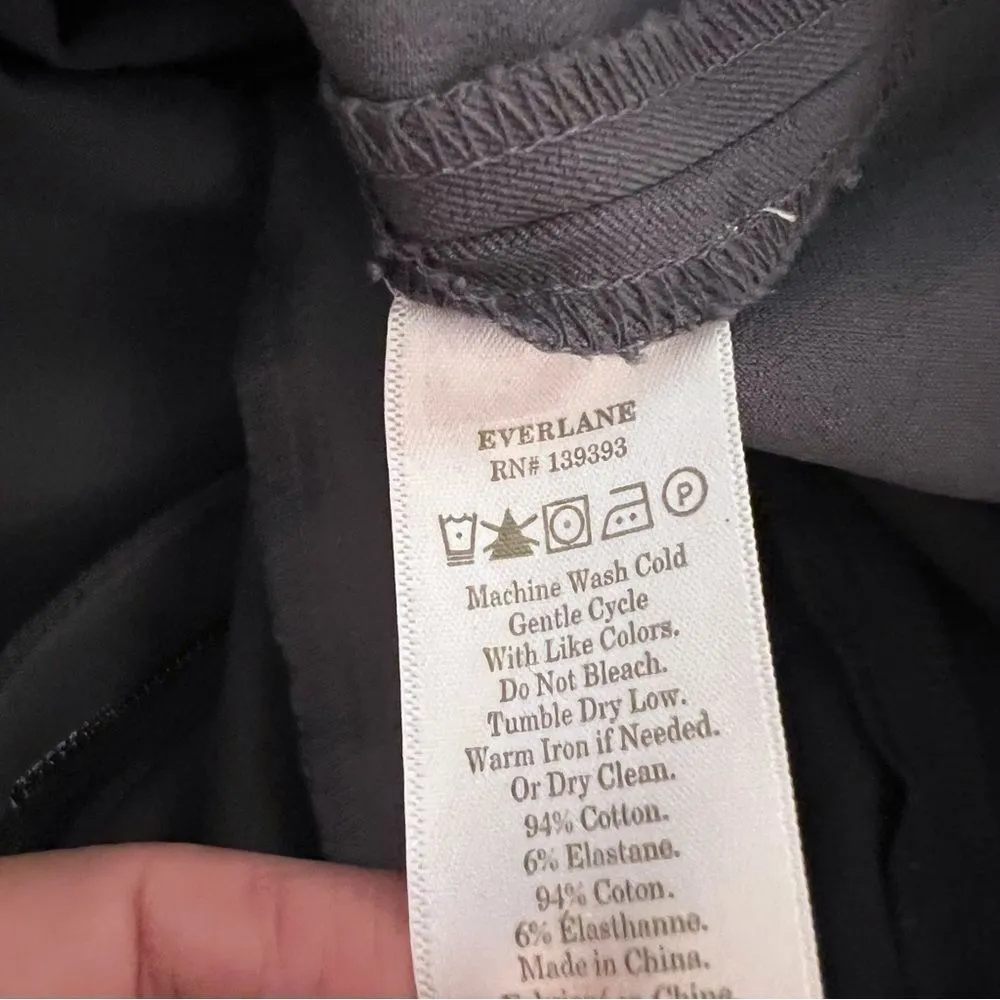 EVERLANE
RN# 139393
P
Machine Wash Cold
Gentle Cycle
With Like Colors.
Do Not Bleach.
Tumble Dry Low.
Warm Iron if Needed.
Or Dry Clean.
94% Cotton.
6% Elastane.
94% Coton.
6% Élasthanne.
Made in China.